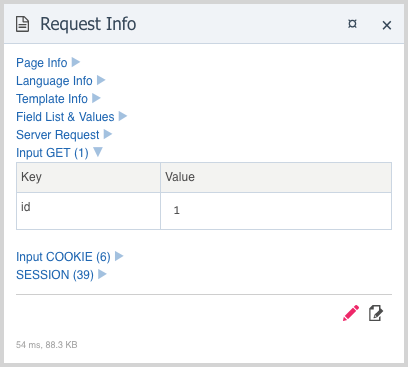 Request Info
Page Info
Language Info
Template Info
Field List & Values
Server Request
Input GET (1)
Key Value
id 1
Input COOKIE (6)
SESSION (39)
54 ms, 88.3 KB